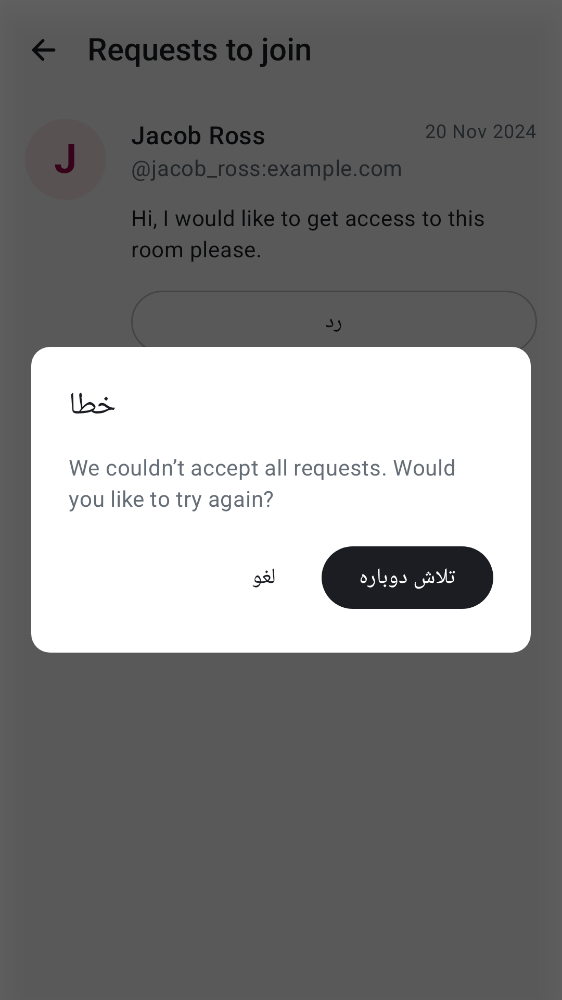 Requests to join
J
Jacob Ross
20 Nov 2024
@jacob_ross:example.com
Hi, I would like to get access to this
room please.
رد
خطا
We couldn’t accept all requests. Would
you like to try again?
لغو
تلاش دوباره